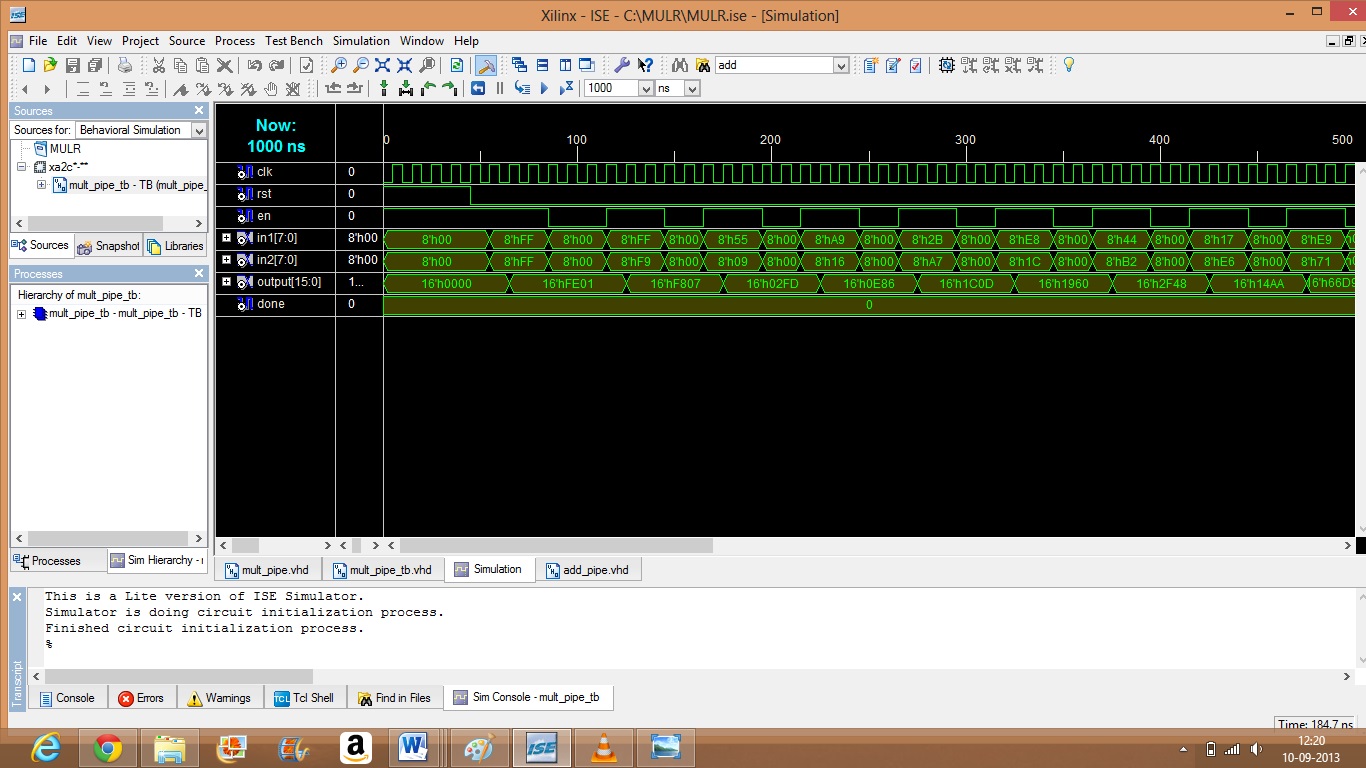 Xilinx - ISE - C:\MULR\MULR.ise - [Simulation]
File Edit View Project Source Process Test Bench Simulation Window Help
add
1000 ns
Sources
Sources for: Behavioral Simulation
MULR
xa2c*-**
mult_pipe_tb - TB (mult_pipe_
Sources Snapshot Libraries
Processes
Hierarchy of mult_pipe_tb:
mult_pipe_tb - mult_pipe_tb - TB
Processes Sim Hierarchy -
Now:
1000 ns
0 100 200 300 400 500
clk 0
rst 0
en 0
in1[7:0] 8'h00 8'h00 8'hFF 8'h00 8'hFF 8'h00 8'h55 8'h00 8'hA9 8'h00 8'h2B 8'h00 8'hE8 8'h00 8'h44 8'h00 8'h17 8'h00 8'hE9
in2[7:0] 8'h00 8'h00 8'hFF 8'h00 8'hF9 8'h00 8'h09 8'h00 8'h16 8'h00 8'hA7 8'h00 8'h1C 8'h00 8'hB2 8'h00 8'hE6 8'h00 8'h71
output[15:0] 1... 16'h0000 16'hFE01 16'hF807 16'h02FD 16'h0E86 16'h1C0D 16'h1960 16'h2F48 16'h14AA 16'h66D9
done 0 0
mult_pipe.vhd mult_pipe_tb.vhd Simulation add_pipe.vhd
This is a Lite version of ISE Simulator.
Simulator is doing circuit initialization process.
Finished circuit initialization process.
%
Transcript
Console Errors Warnings TCL Tcl Shell Find in Files Sim Console - mult_pipe_tb
Time: 184.7 ns
ISE
12:20
10-09-2013